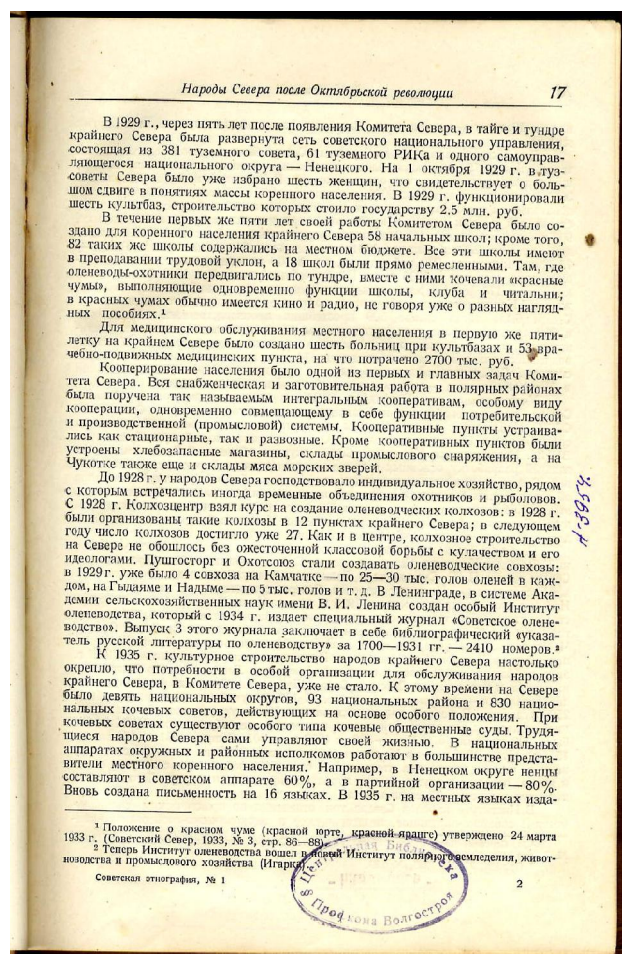 Народы Севера после Октябрьской революции 17
В 1929 г., через пять лет после появления Комитета Севера, в тайге и тундре
крайнего Севера была развернута сеть советского национального управления,
состоящая из 381 туземного совета, 61 туземного РИКа и одного самоуправ-
ляющегося национального округа — Ненецкого. На 1 октября 1929 г. в туз-
советы Севера было уже избрано шесть женщин, что свидетельствует о боль-
шом сдвиге в понятиях массы коренного населения. В 1929 г. функционировали
шесть культбаз, строительство которых стоило государству 2,5 млн. руб.
В течение первых же пяти лет своей работы Комитетом Севера было со-
здано для коренного населения крайнего Севера 58 начальных школ; кроме того,
82 таких же школы содержались на местном бюджете. Все эти школы имеют
в преподавании трудовой уклон, а 18 школ были прямо ремесленными. Там, где
оленеводы-охотники передвигались по тундре, вместе с ними кочевали «красные
чумы», выполняющие одновременно функции школы, клуба и читальни;
в красных чумах обычно имеется кино и радио, не говоря уже о разных нагляд-
ных пособиях.¹
Для медицинского обслуживания местного населения в первую же пяти-
летку на крайнем Севере было создано шесть больниц при культбазах и 53 вра-
чебно-подвижных медицинских пункта, на что потрачено 2700 тыс. руб.
Кооперирование населения было одной из первых и главных задач Коми-
тета Севера. Вся снабженческая и заготовительная работа в полярных районах
была поручена так называемым интегральным кооперативам, особому виду
кооперации, одновременно совмещающему в себе функции потребительской
и производственной (промысловой) системы. Кооперативные пункты устраива-
лись как стационарные, так и развозные. Кроме кооперативных пунктов были
устроены хлебозапасные магазины, склады промыслового снаряжения, а на
Чукотке также еще и склады мяса морских зверей.
До 1928 г. у народов Севера господствовало индивидуальное хозяйство, рядом
с которым встречались иногда временные объединения охотников и рыболовов.
С 1928 г. Колхозцентр взял курс на создание оленеводческих колхозов: в 1928 г.
были организованы такие колхозы в 12 пунктах крайнего Севера; в следующем
году число колхозов достигло уже 27. Как и в центре, колхозное строительство
на Севере не обошлось без ожесточенной классовой борьбы с кулачеством и его
идеологами. Пушгосторг и Охотсоюз стали создавать оленеводческие совхозы:
в 1929 г. уже было 4 совхоза на Камчатке — по 25—30 тыс. голов оленей в каж-
дом, на Гыдаяме и Надыме — по 5 тыс. голов и т. д. В Ленинграде, в системе Ака-
демии сельскохозяйственных наук имени В. И. Ленина создан особый Институт
оленеводства, который с 1934 г. издает специальный журнал «Советское олене-
водство». Выпуск 3 этого журнала заключает в себе библиографический «указа-
тель русской литературы по оленеводству» за 1700—1931 гг. — 2410 номеров.²
К 1935 г. культурное строительство народов крайнего Севера настолько
окрепло, что потребности в особой организации для обслуживания народов
крайнего Севера, в Комитете Севера, уже не стало. К этому времени на Севере
было девять национальных округов, 93 национальных района и 830 нацио-
нальных кочевых советов, действующих на основе особого положения. При
кочевых советах существуют особого типа кочевые общественные суды. Трудя-
щиеся народов Севера сами управляют своей жизнью. В национальных
аппаратах окружных и районных исполкомов работают в большинстве предста-
вители местного коренного населения. Например, в Ненецком округе ненцы
составляют в советском аппарате 60%, а в партийной организации — 80%.
Вновь создана письменность на 16 языках. В 1935 г. на местных языках изда-
¹ Положение о красном чуме (красной юрте, красной яранге) утверждено 24 марта
1933 г. (Советский Север, 1933, № 3, стр. 86—88).
² Теперь Институт оленеводства вошел в новый Институт полярного земледелия, живот-
новодства и промыслового хозяйства (Игарка).
Советская этнография, № 1 2
Центральная Библиотека
Профкома Волгостроя